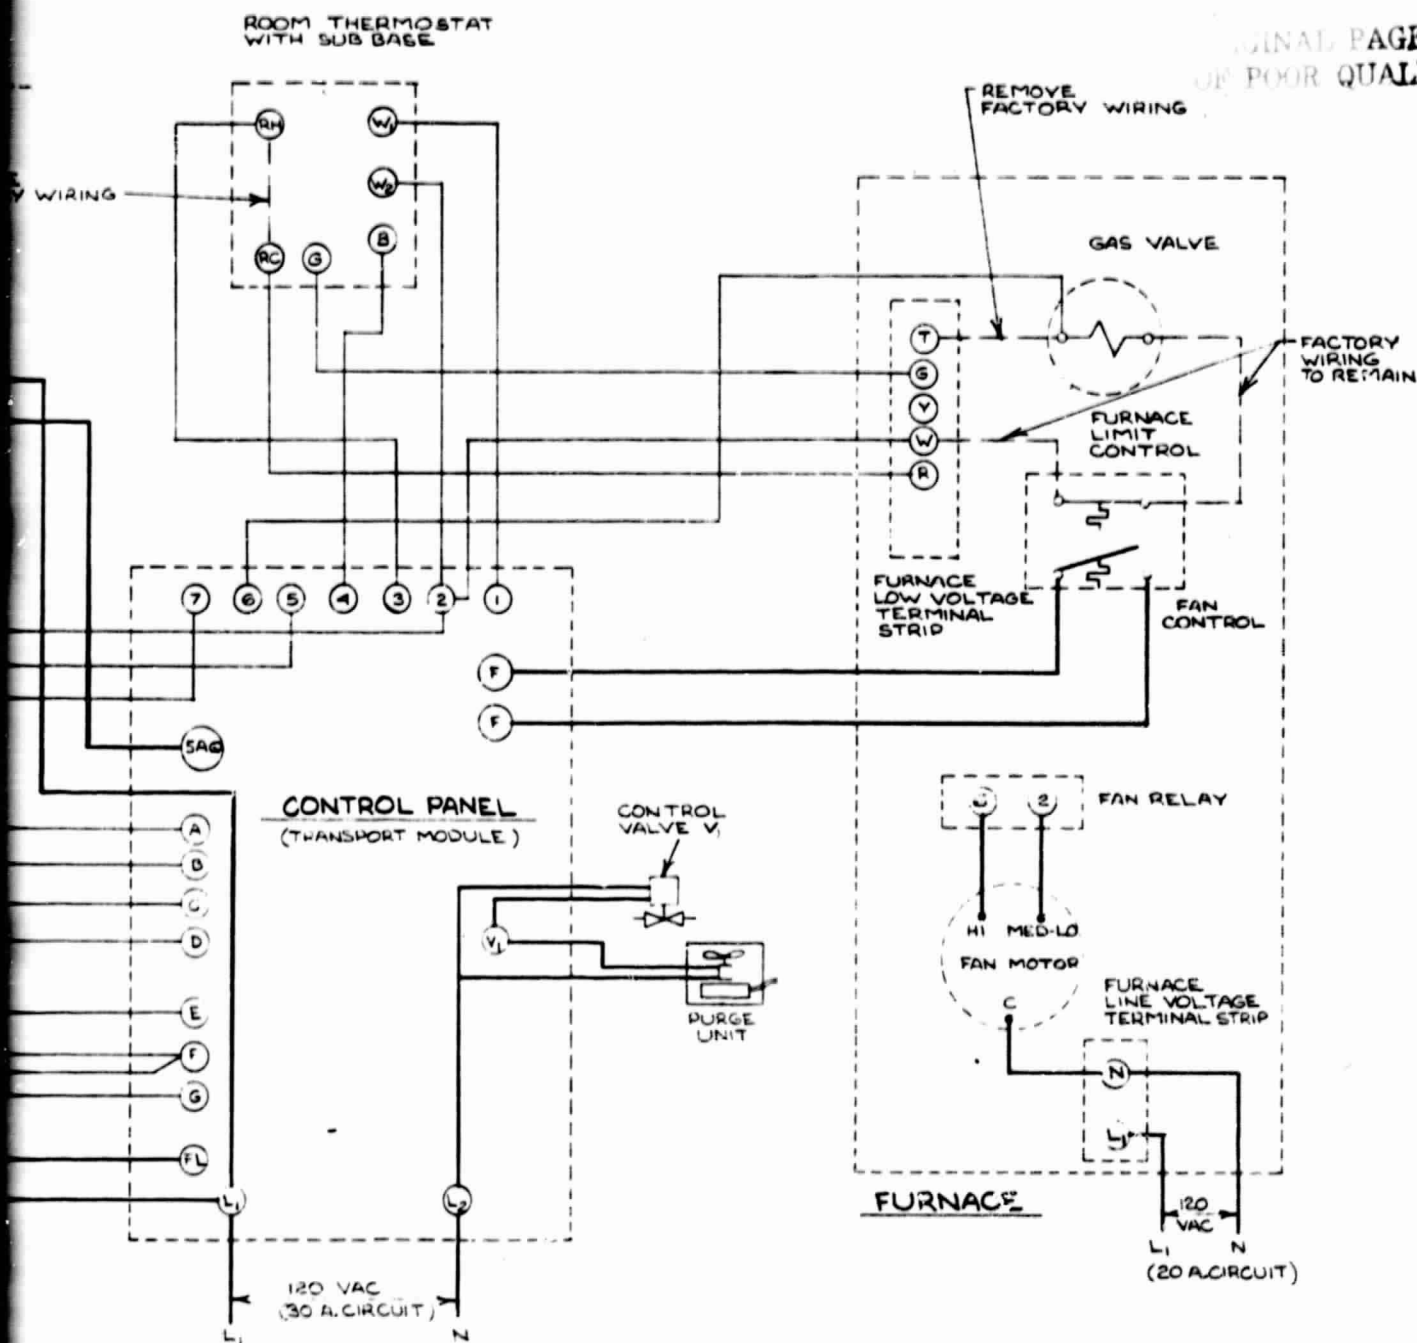 ROOM THERMOSTAT
WITH SUB BASE
PAGE
OF POOR
REMOVE
FACTORY WIRING
RH
W1
W2
WIRING
B
RC
G
GAS VALVE
T
G
Y
W
R
FACTORY
WIRING
TO REMAIN
FURNACE
LIMIT
CONTROL
7
6
5
4
3
2
1
FURNACE
LOW VOLTAGE
TERMINAL
STRIP
FAN
CONTROL
F
F
CONTROL PANEL
(TRANSPORT MODULE)
A
B
C
D
E
F
G
FL
L1
L2
CONTROL
VALVE V1
V1
PURGE
UNIT
2
FAN RELAY
HI MED-LO
FAN MOTOR
C
FURNACE
LINE VOLTAGE
TERMINAL STRIP
N
L1
FURNACE
120
VAC
L1 N
(20 A.CIRCUIT)
120 VAC
(30 A.CIRCUIT)
L1 N